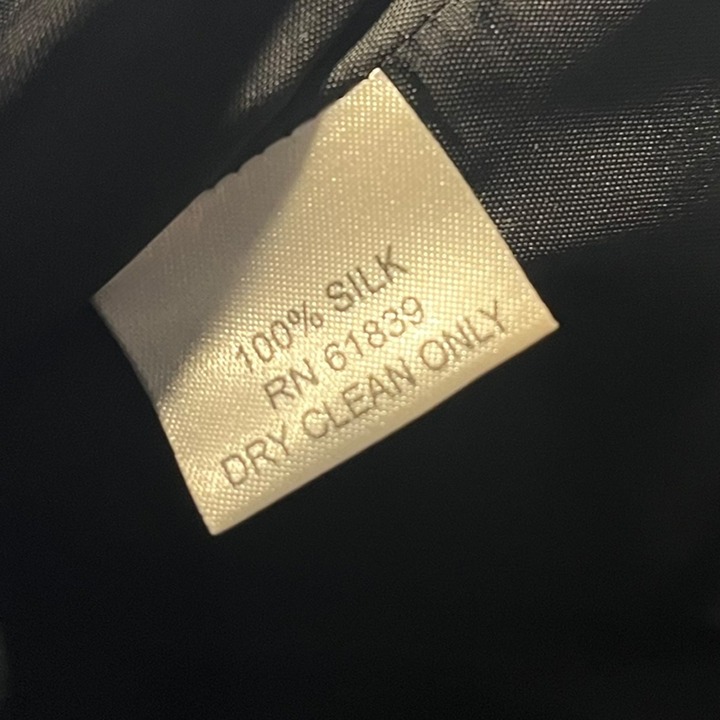 100% SILK
RN 61839
DRY CLEAN ONLY